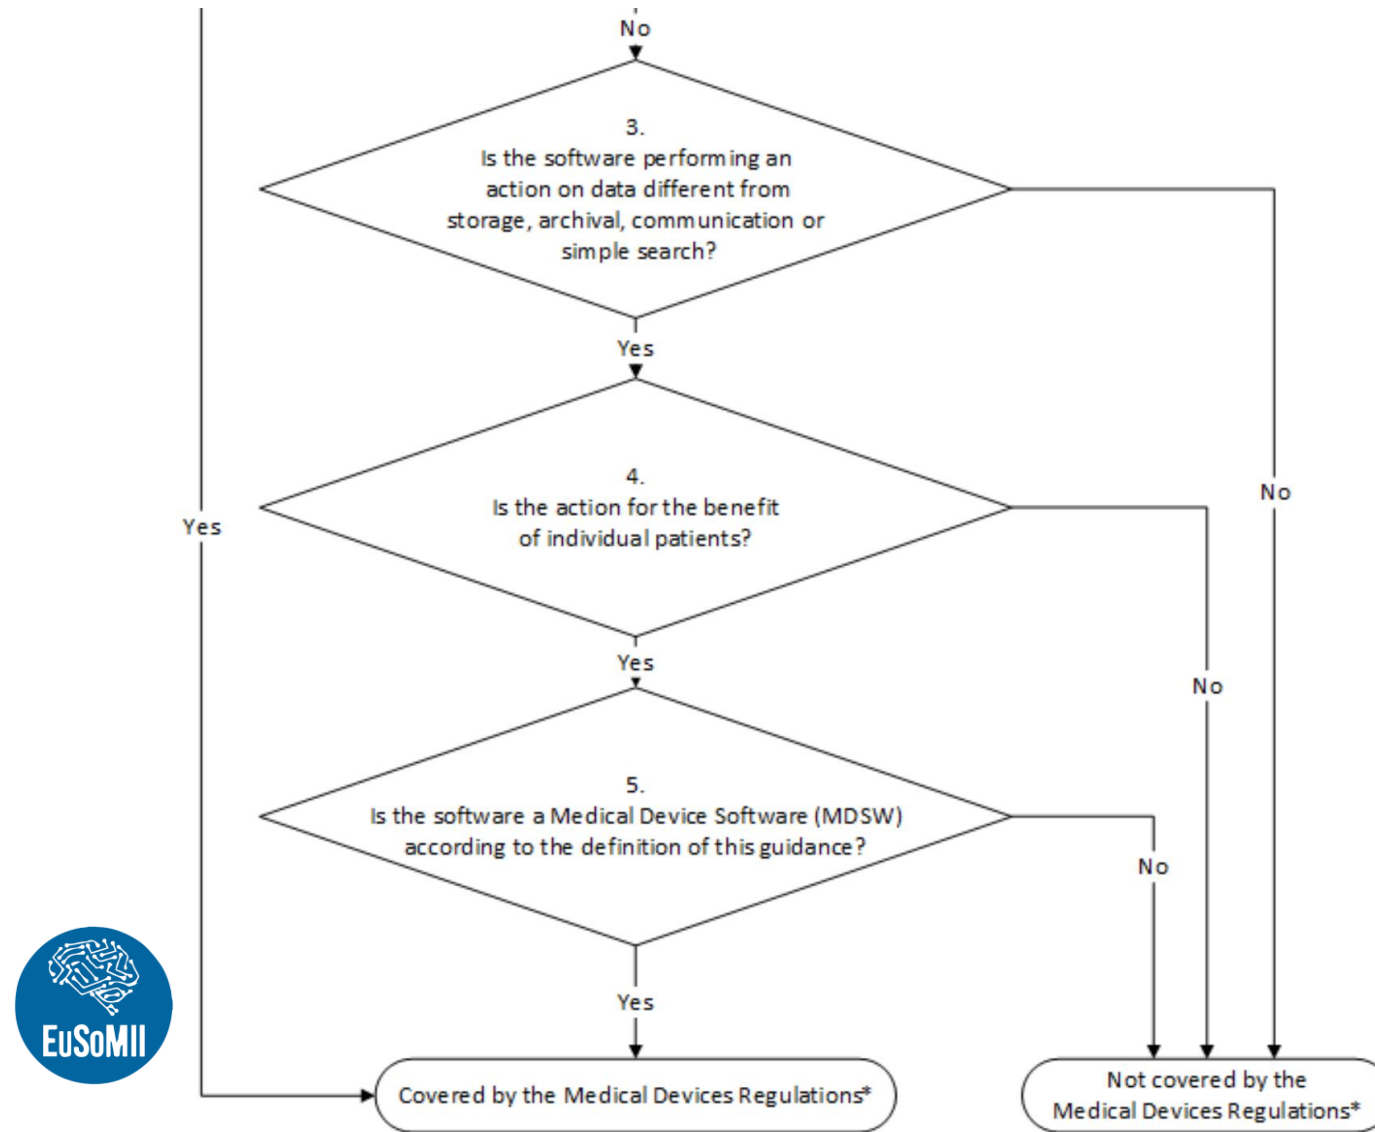 No
3.
Is the software performing an
action on data different from
storage, archival, communication or
simple search?
Yes
No
4.
Is the action for the benefit
of individual patients?
Yes
Yes
No
5.
Is the software a Medical Device Software (MDSW)
according to the definition of this guidance?
No
Yes
EuSoMII
Covered by the Medical Devices Regulations*
Not covered by the
Medical Devices Regulations*